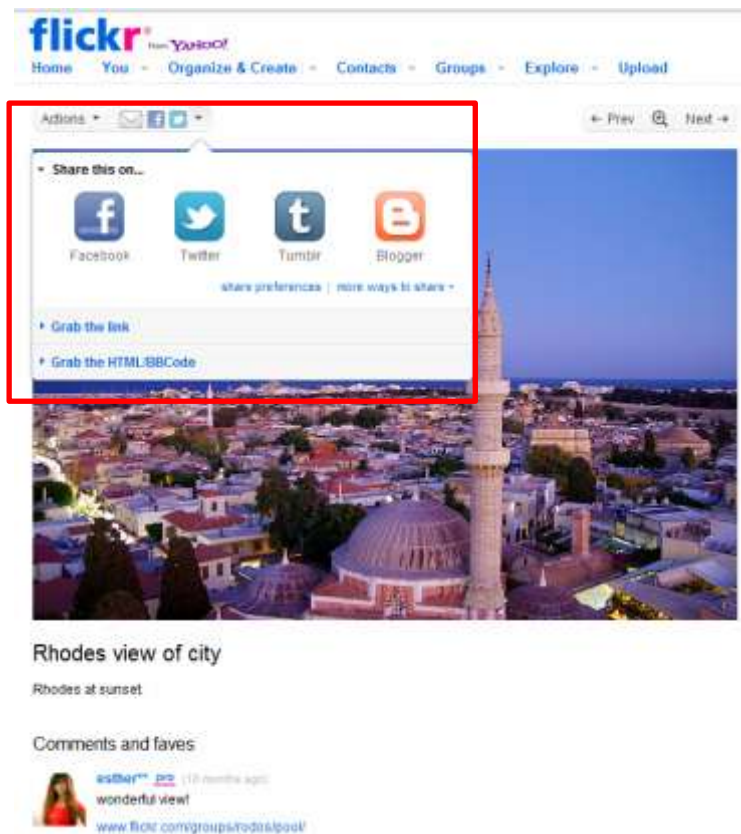 flickr from YAHOO!
Home You Organize & Create Contacts Groups Explore Upload
Actions ← Prev Next →
Share this on...
Facebook Twitter Tumblr Blogger
share preferences | more ways to share
Grab the link
Grab the HTML/BBCode
Rhodes view of city
Rhodes at sunset
Comments and faves
esther** pro months ago)
wonderful view!
www.flickr.com/groups/rodos/pool/